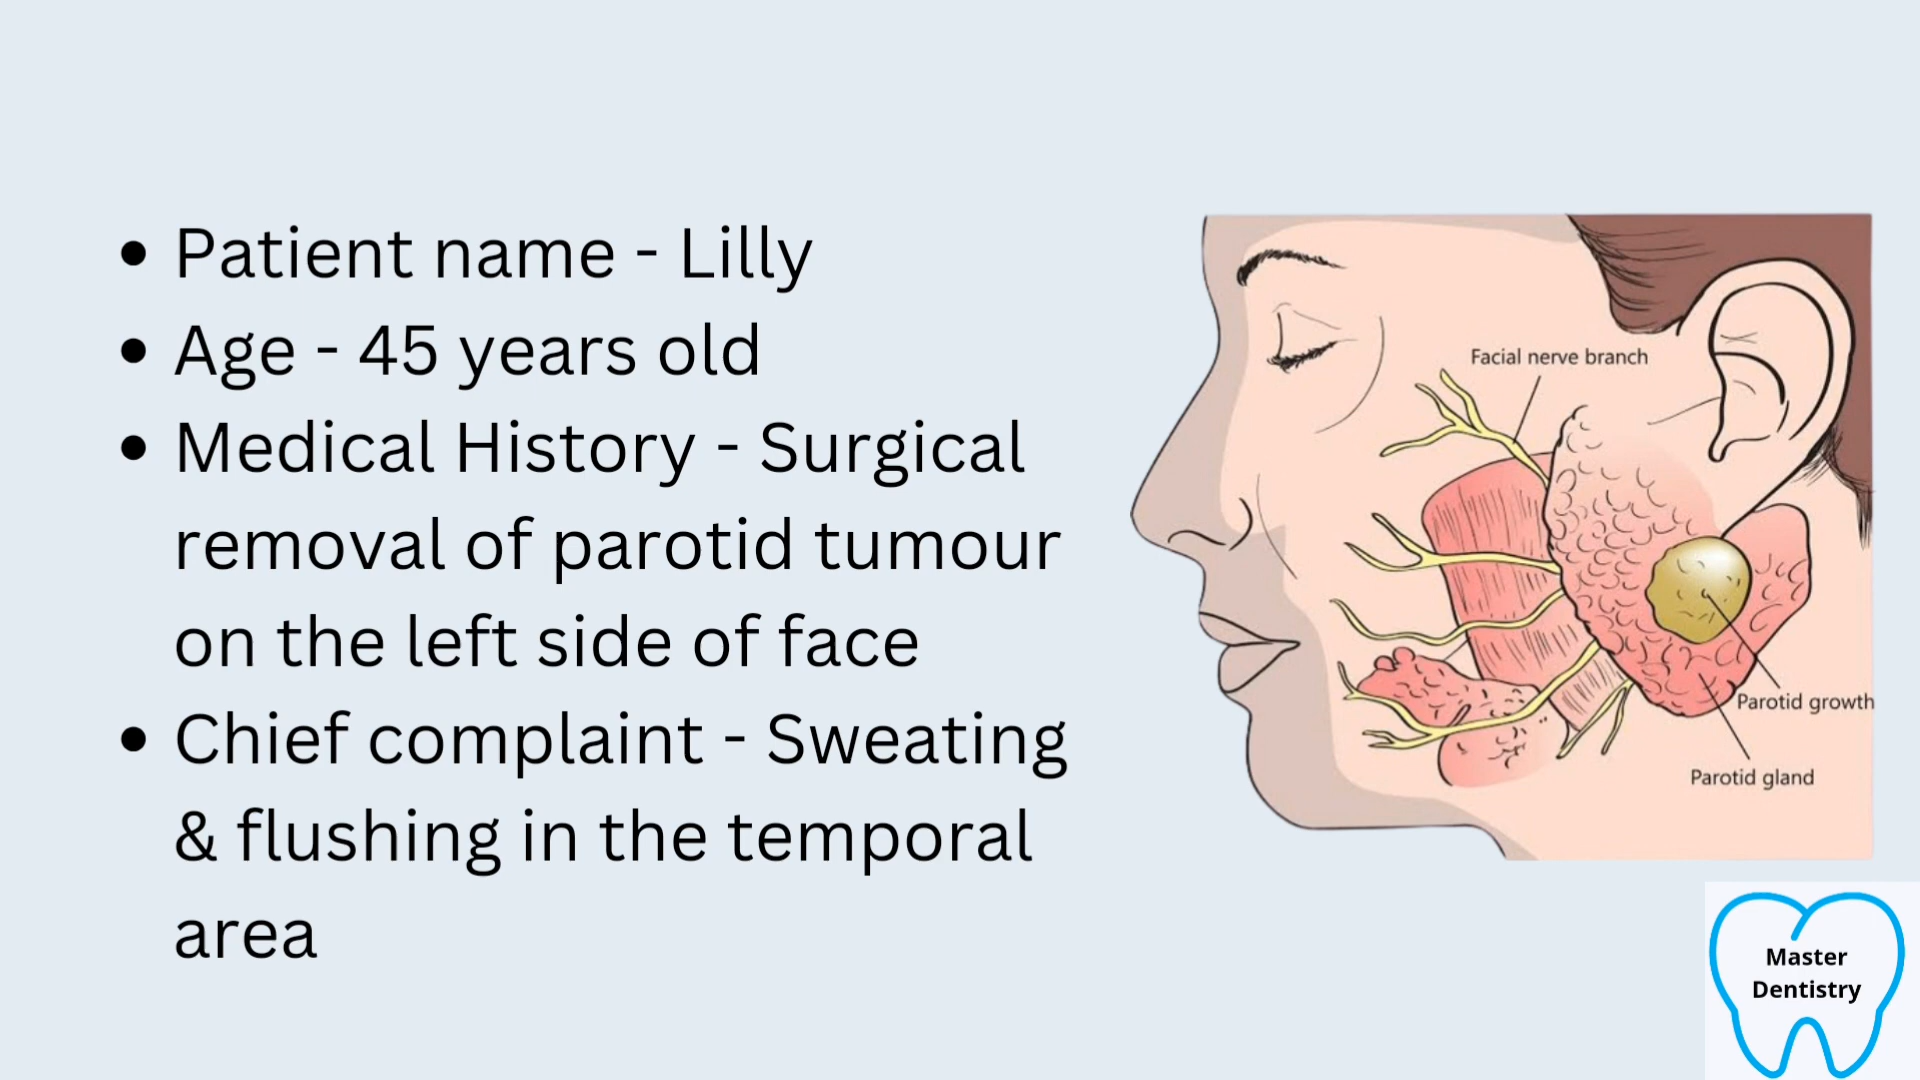 • Patient name - Lilly
• Age - 45 years old
• Medical History - Surgical
removal of parotid tumour
on the left side of face
• Chief complaint - Sweating
& flushing in the temporal
area
Facial nerve branch
Parotid growth
Parotid gland
Master
Dentistry